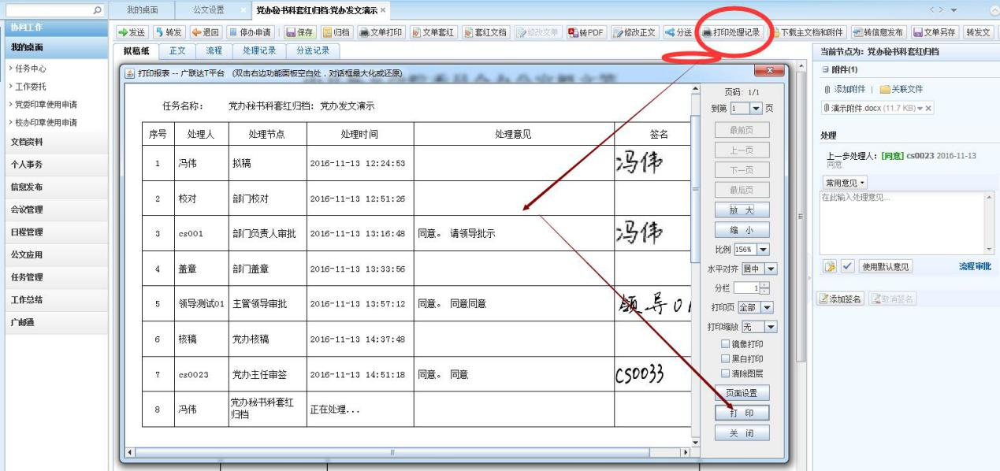 我的桌面 公文设置 × 党办秘书科套红归档:党办发文演示 ×
协同工作
我的桌面
任务中心
工作委托
党委印章使用申请
校办印章使用申请
文档资料
个人事务
信息发布
会议管理
日程管理
公文应用
任务管理
工作总结
广邮通
发送 转发 退回 停办申请 保存 归档 文单打印 文单套红 套红文档 修改文单 转PDF 修改正文 分送 打印处理记录 下载主文档和附件 转信息发布 文单另存 转发文
拟稿纸 正文 流程 处理记录 分送记录
打印报表 -- 广联达T平台 (双击右边功能面板空白处，对话框最大化或还原)
任务名称： 党办秘书科套红归档：党办发文演示
序号 处理人 处理节点 处理时间 处理意见 签名
1 冯伟 拟稿 2016-11-13 12:24:53 冯伟
2 校对 部门校对 2016-11-13 12:51:26
3 cs001 部门负责人审批 2016-11-13 13:16:48 同意。 请领导批示 冯伟
4 盖章 部门盖章 2016-11-13 13:33:56
5 领导测试01 主管领导审批 2016-11-13 13:57:12 同意。 同意同意 领导01
6 核稿 党办核稿 2016-11-13 14:37:48
7 cs0023 党办主任审签 2016-11-13 14:51:18 同意。 同意 CS0033
8 冯伟 党办秘书科套红
归档 正在处理...
页码: 1/1
到第 1 页
最前页
上一页
下一页
最后页
放 大
缩 小
比例 156%
水平对齐 居中
分栏 1
打印页 全部
打印缩放 无
镜像打印
黑白打印
清除图层
页面设置
打 印
关 闭
当前节点为：党办秘书科套红归档
附件(1)
添加附件 | 关联文件
演示附件.docx (11.7 KB) ×
处理
上一步处理人：[同意] cs0023 2016-11-13
同意
常用意见
在此输入处理意见...
使用默认意见 流程审批
添加签名 取消签名